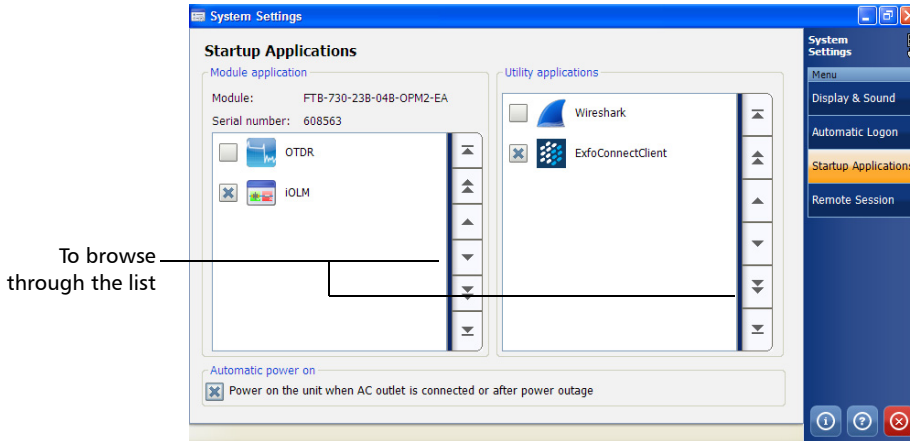 System Settings
Startup Applications
Module application
Module: FTB-730-23B-04B-OPM2-EA
Serial number: 608563
OTDR
iOLM
Utility applications
Wireshark
ExfoConnectClient
To browse
through the list
Automatic power on
Power on the unit when AC outlet is connected or after power outage
System
Settings
Menu
Display & Sound
Automatic Logon
Startup Applications
Remote Session